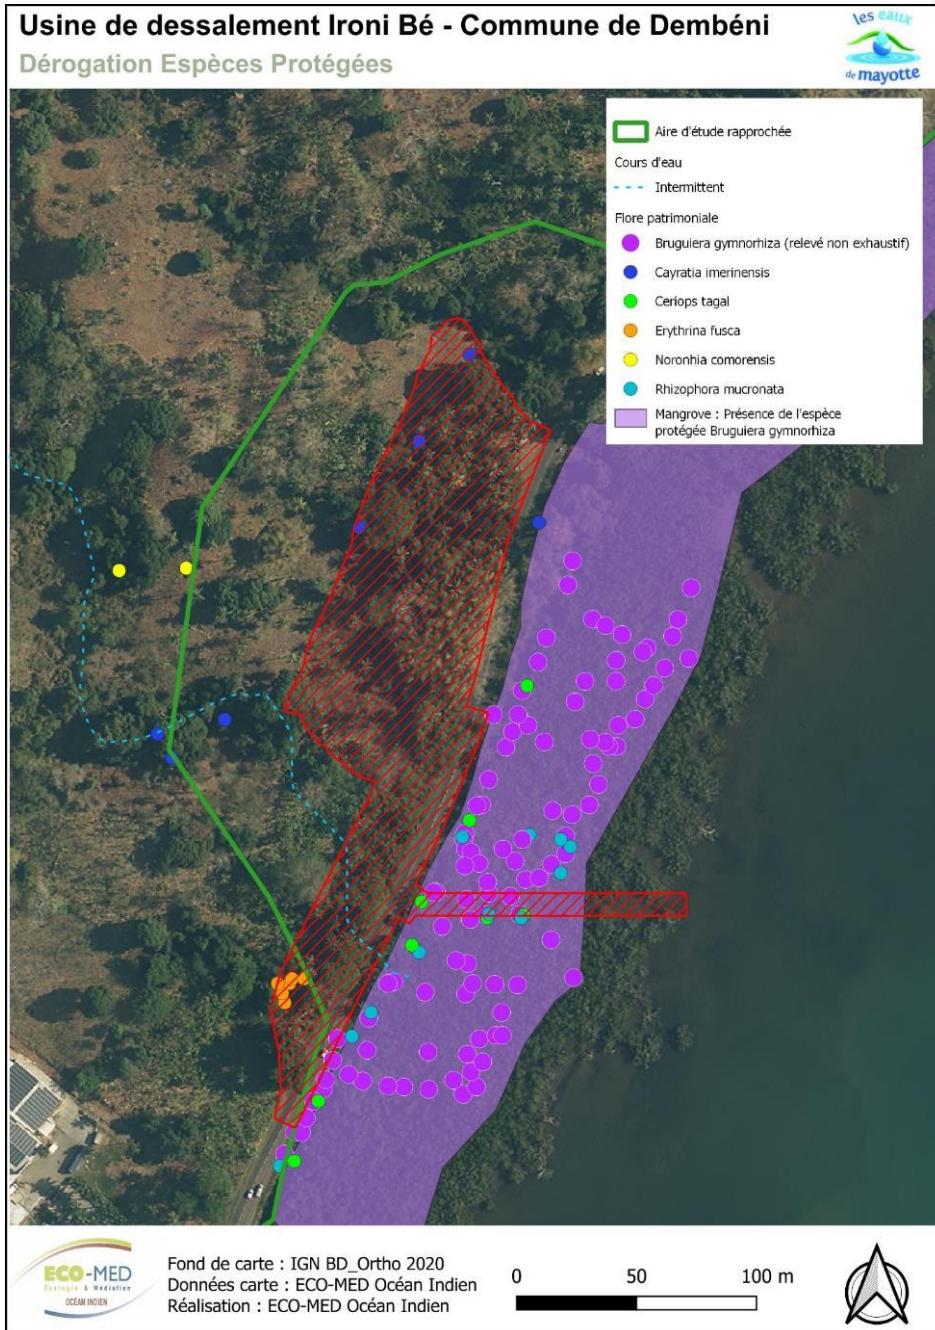 Usine de dessalement Ironi Bé - Commune de Dembéni
Dérogation Espèces Protégées
les eaux
de mayotte
Aire d'étude rapprochée
Cours d'eau
Intermittent
Flore patrimoniale
Bruguiera gymnorhiza (relevé non exhaustif)
Cayratia imerinensis
Ceriops tagal
Erythrina fusca
Noronhia comorensis
Rhizophora mucronata
Mangrove : Présence de l'espèce
protégée Bruguiera gymnorhiza
ECO-MED
Ecologie & Médiation
OCÉAN INDIEN
Fond de carte : IGN BD_Ortho 2020
Données carte : ECO-MED Océan Indien
Réalisation : ECO-MED Océan Indien
0 50 100 m